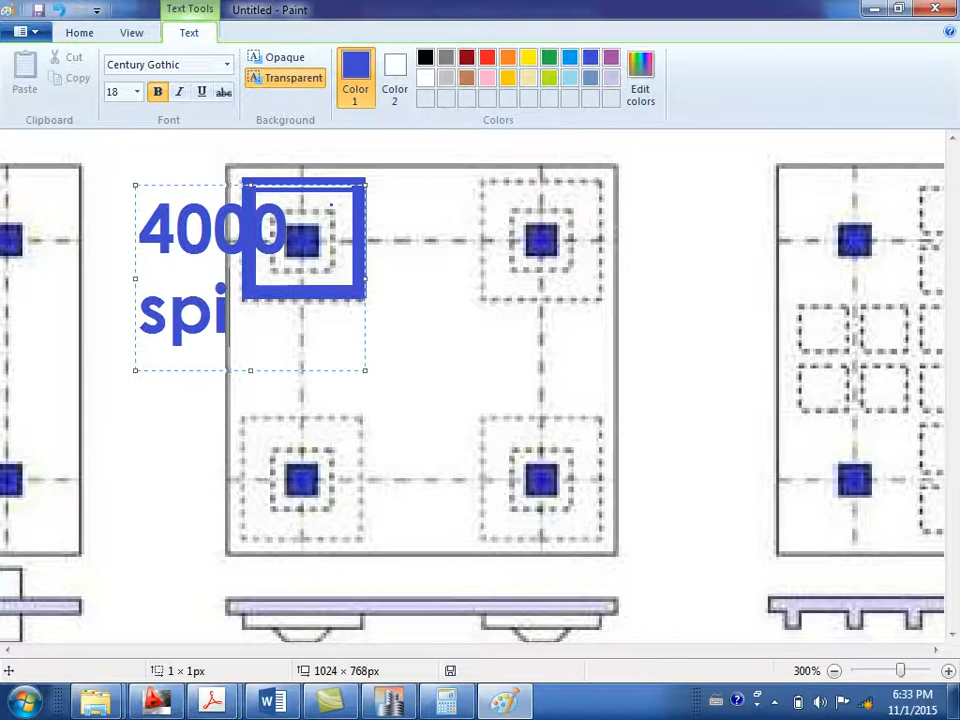 Text Tools
Untitled - Paint
Home
View
Text
Paste
Cut
Copy
Clipboard
Century Gothic
18
B
I
U
abc
Font
Opaque
Transparent
Background
Color 1
Color 2
Edit colors
Colors
4000
spi
1 × 1px
1024 × 768px
300%
6:33 PM
11/1/2015